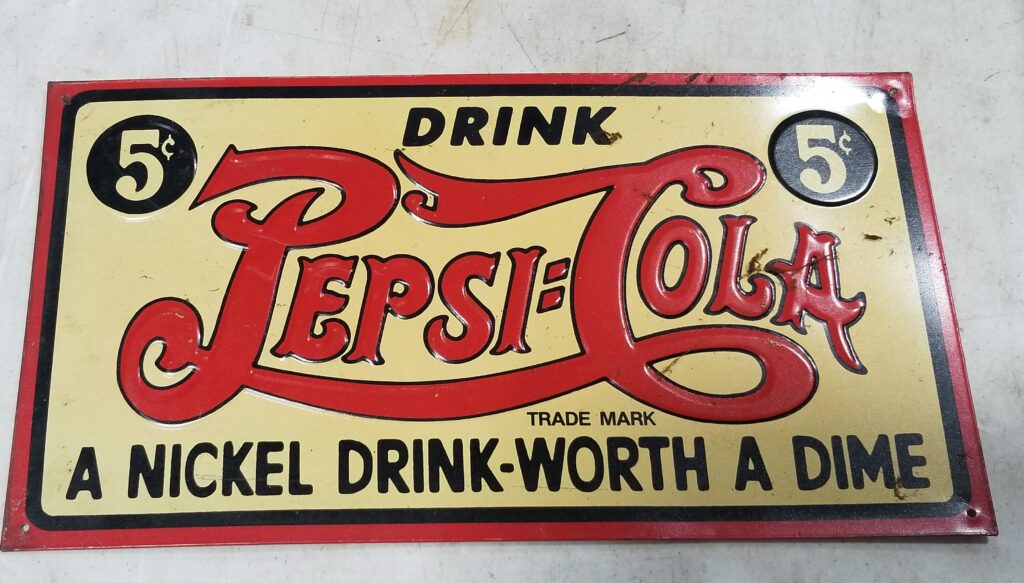 DRINK
5¢ 5¢
PEPSI=COLA
TRADE MARK
A NICKEL DRINK-WORTH A DIME